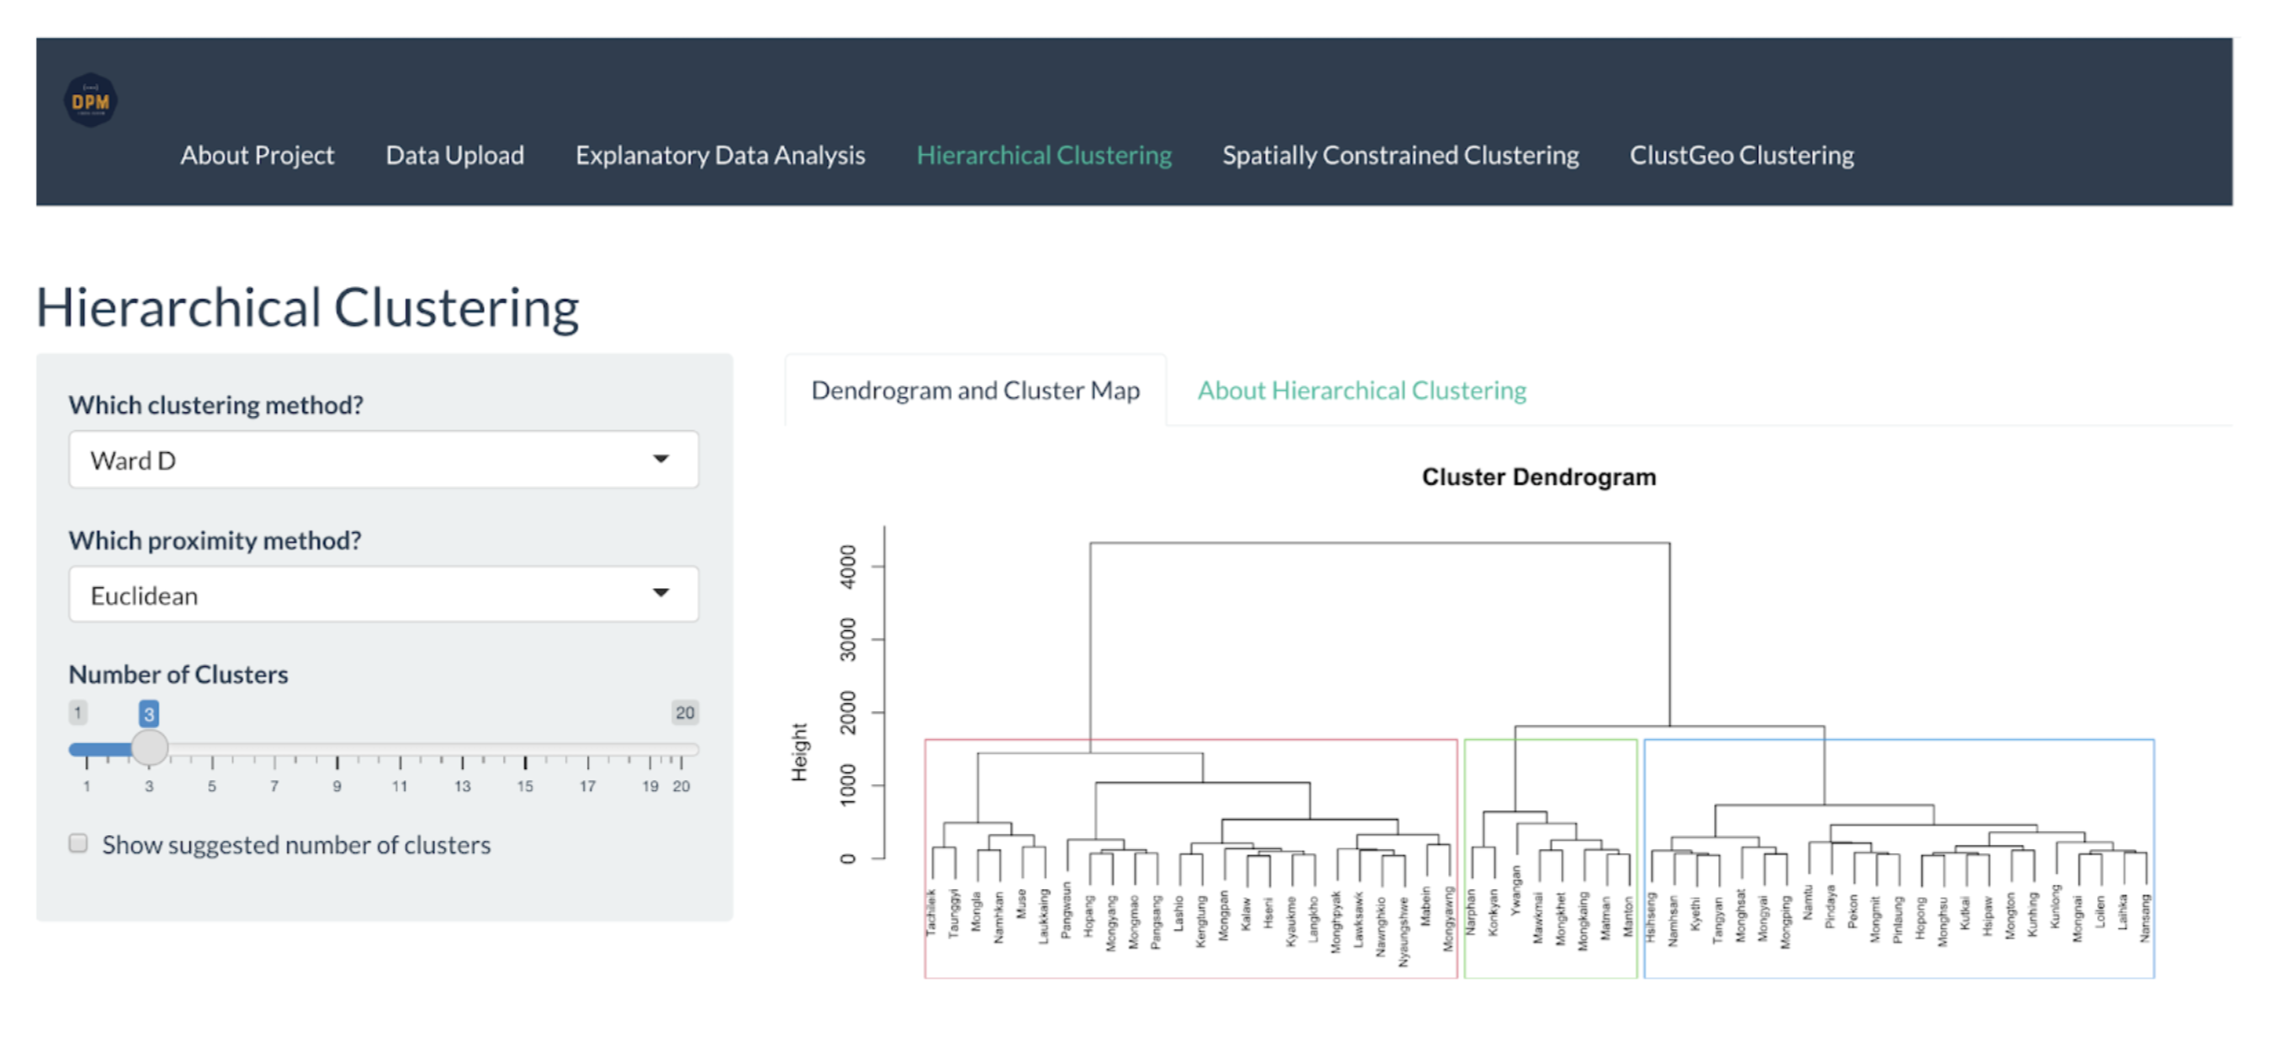 DPM
About Project Data Upload Explanatory Data Analysis Hierarchical Clustering Spatially Constrained Clustering ClustGeo Clustering
Hierarchical Clustering
Which clustering method?
Ward D
Which proximity method?
Euclidean
Number of Clusters
1 3 20
1 3 5 7 9 11 13 15 17 19 20
Show suggested number of clusters
Dendrogram and Cluster Map About Hierarchical Clustering
Cluster Dendrogram
Height
4000
3000
2000
1000
0
Tachileik
Taunggyi
Mongla
Namhkan
Muse
Laukkaing
Pangwaun
Hopang
Mongyang
Mongmao
Pangsang
Lashio
Kengtung
Mongpan
Kalaw
Hseni
Kyaukme
Langkho
Monghpyak
Lawksawk
Nawnghkio
Nyaungshwe
Mabein
Mongyawng
Narphan
Konkyan
Ywangan
Mawkmai
Mongkhet
Mongkaing
Matman
Manton
Hsihseng
Namhsan
Kyethi
Tangyan
Monghsat
Mongyai
Mongping
Namtu
Pindaya
Pekon
Mongmit
Pinlaung
Hopong
Monghsu
Kutkai
Hsipaw
Mongton
Kunhing
Kunlong
Mongnai
Loilen
Laihka
Nansang